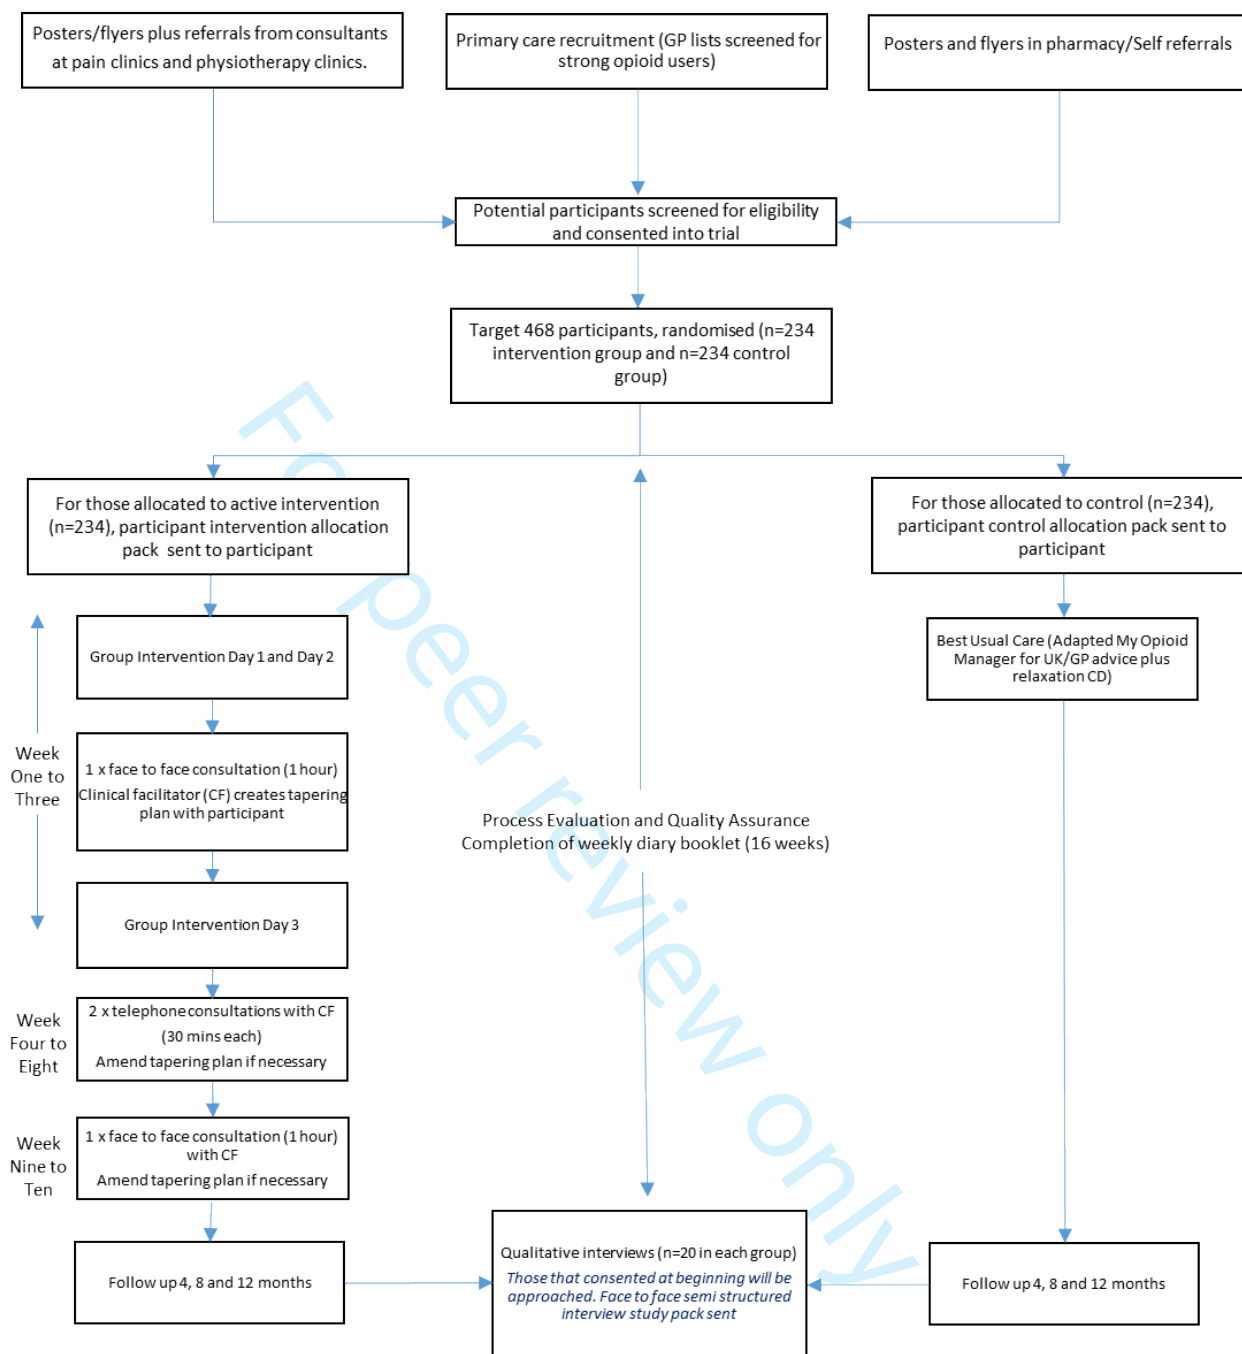 Posters/flyers plus referrals from consultants
at pain clinics and physiotherapy clinics.
Primary care recruitment (GP lists screened for
strong opioid users)
Posters and flyers in pharmacy/Self referrals
Potential participants screened for eligibility
and consented into trial
Target 468 participants, randomised (n=234
intervention group and n=234 control
group)
For those allocated to active intervention
(n=234), participant intervention allocation
pack sent to participant
For those allocated to control (n=234),
participant control allocation pack sent to
participant
Group Intervention Day 1 and Day 2
Best Usual Care (Adapted My Opioid
Manager for UK/GP advice plus
relaxation CD)
Week
One to
Three
1 x face to face consultation (1 hour)
Clinical facilitator (CF) creates tapering
plan with participant
Process Evaluation and Quality Assurance
Completion of weekly diary booklet (16 weeks)
Group Intervention Day 3
Week
Four to
Eight
2 x telephone consultations with CF
(30 mins each)
Amend tapering plan if necessary
Week
Nine to
Ten
1 x face to face consultation (1 hour)
with CF
Amend tapering plan if necessary
Follow up 4, 8 and 12 months
Qualitative interviews (n=20 in each group)
Those that consented at beginning will be
approached. Face to face semi structured
interview study pack sent
Follow up 4, 8 and 12 months
For peer review only